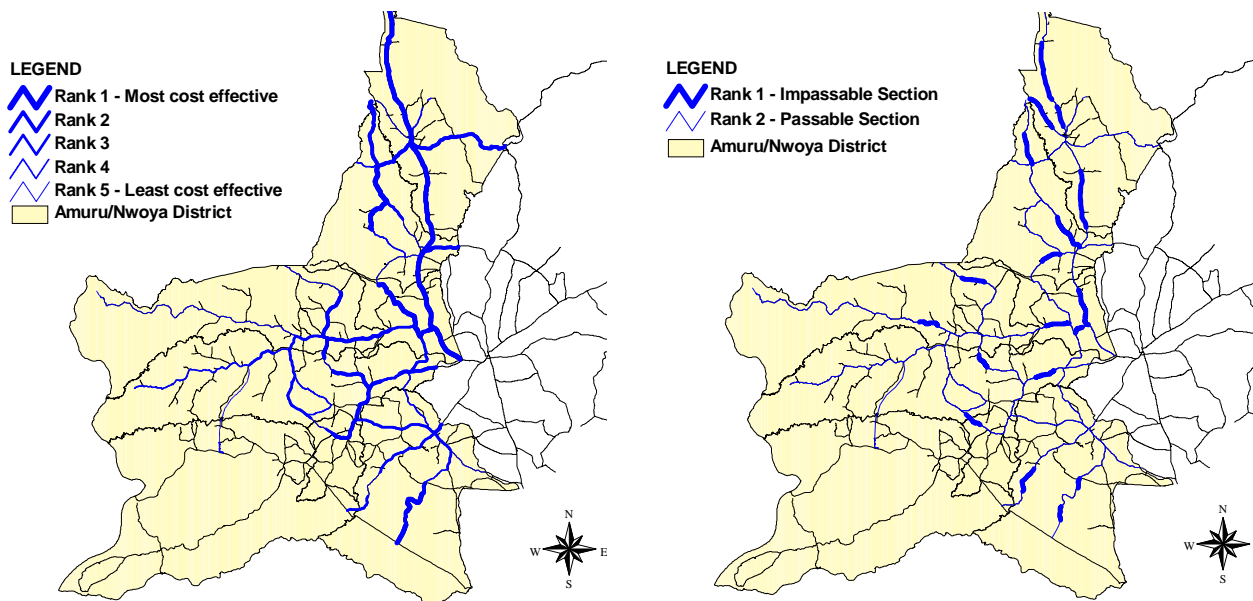 LEGEND
Rank 1 - Most cost effective
Rank 2
Rank 3
Rank 4
Rank 5 - Least cost effective
Amuru/Nwoya District
N
W E
S
LEGEND
Rank 1 - Impassable Section
Rank 2 - Passable Section
Amuru/Nwoya District
N
W E
S